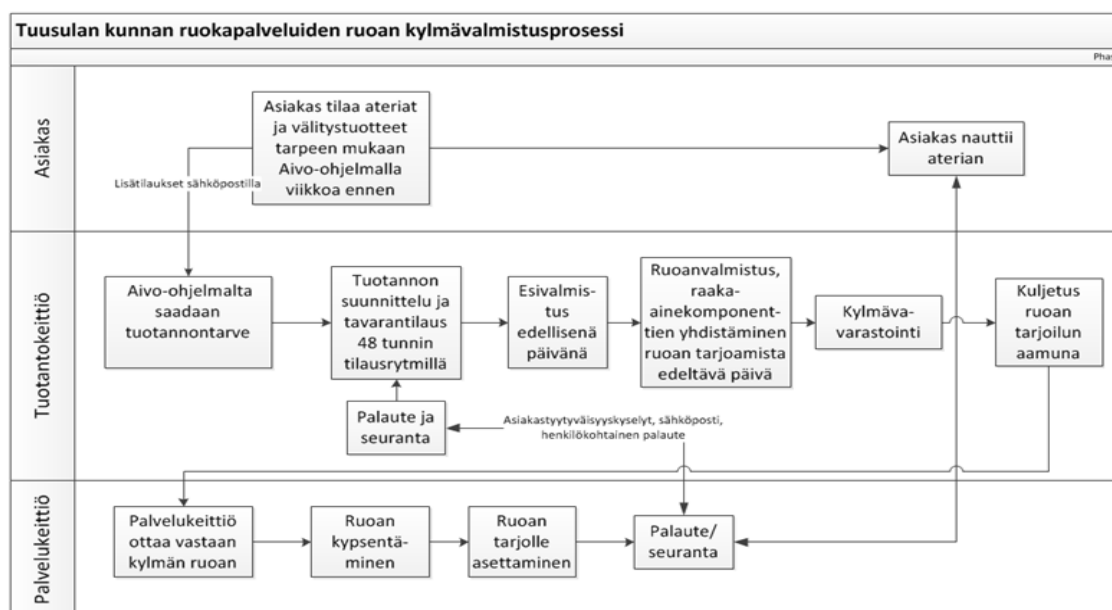 Tuusulan kunnan ruokapalveluiden ruoan kylmävalmistusprosessi
Phas
Asiakas
Asiakas tilaa ateriat
ja välitystuotteet
tarpeen mukaan
Aivo-ohjelmalla
viikkoa ennen
Asiakas nauttii
aterian
Lisätilaukset sähköpostilla
Tuotantokeittiö
Aivo-ohjelmalta
saadaan
tuotannontarve
Tuotannon
suunnittelu ja
tavarantilaus
48 tunnin
tilausrytmillä
Esivalmis-
tus
edellisenä
päivänä
Ruoanvalmistus,
raaka-
ainekomponent-
tien yhdistäminen
ruoan tarjoamista
edeltävä päivä
Kylmäva-
varastointi
Kuljetus
ruoan
tarjoilun
aamuna
Palaute ja
seuranta
Asiakastyytyväisyyskyselyt, sähköposti,
henkilökohtainen palaute
Palvelukeittiö
Palvelukeittiö
ottaa vastaan
kylmän ruoan
Ruoan
kypsentä-
minen
Ruoan
tarjolle
asettaminen
Palaute/
seuranta